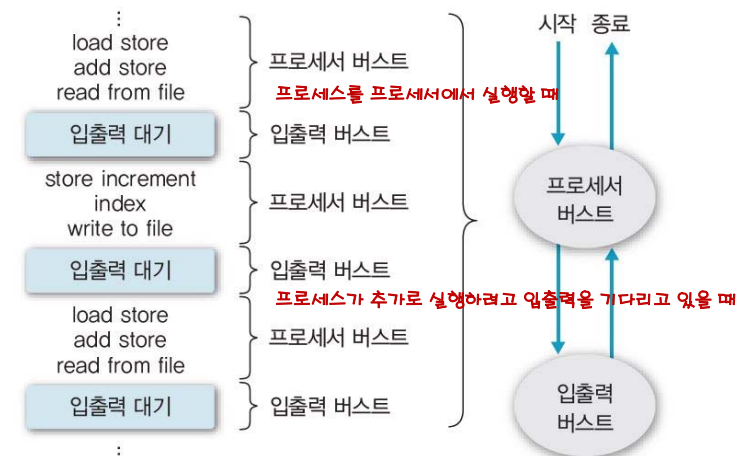 ⋮
load store
add store
read from file
프로세서 버스트
프로세스를 프로세서에서 실행할 때
입출력 대기
입출력 버스트
store increment
index
write to file
프로세서 버스트
입출력 대기
입출력 버스트
프로세스가 추가로 실행하려고 입출력을 기다리고 있을 때
load store
add store
read from file
프로세서 버스트
입출력 대기
입출력 버스트
⋮
시작 종료
프로세서
버스트
입출력
버스트